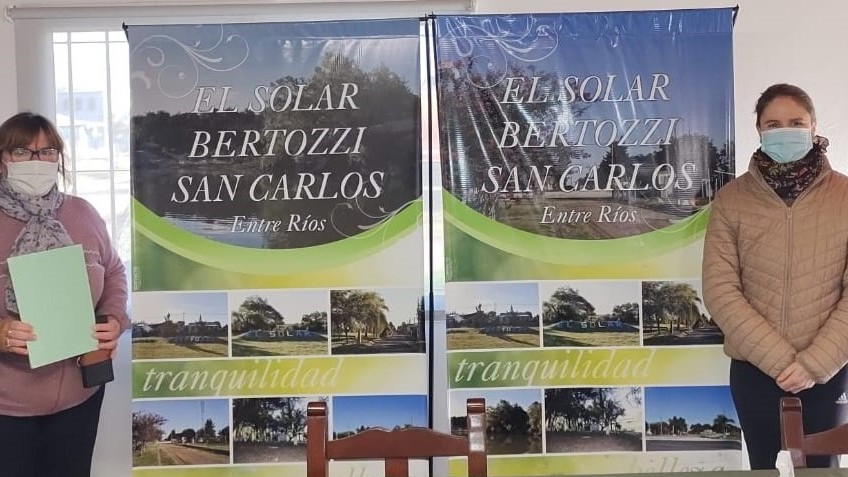 EL SOLAR
BERTOZZI
SAN CARLOS
Entre Ríos
tranquilidad
EL SOLAR
BERTOZZI
SAN CARLOS
Entre Ríos
tranquilidad